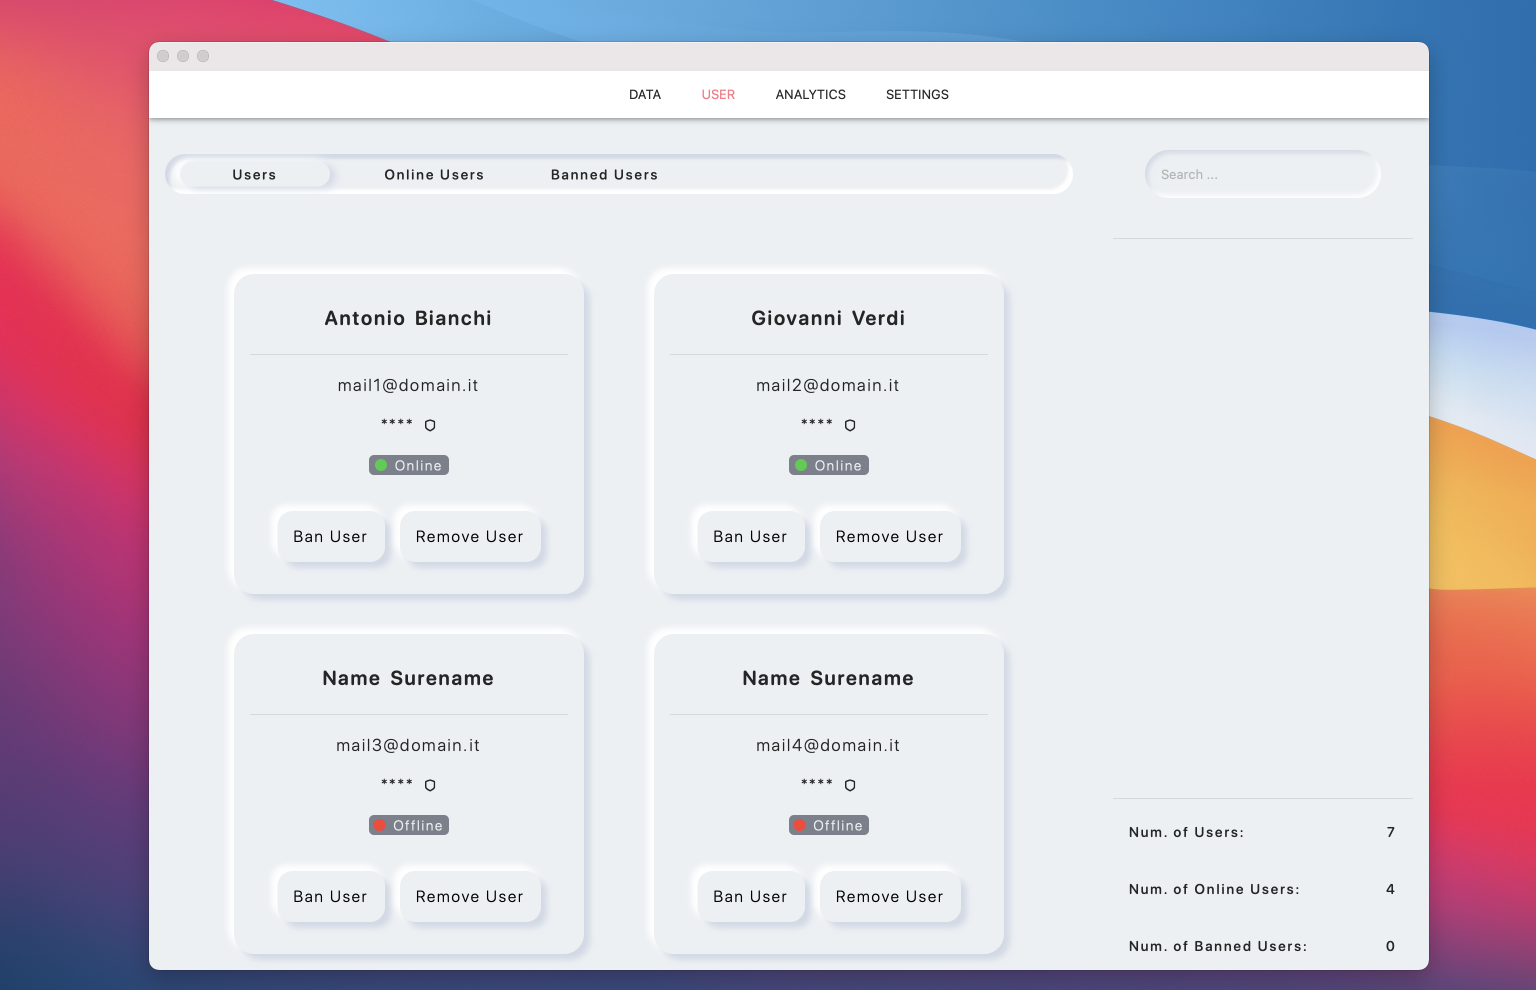 DATA USER ANALYTICS SETTINGS
Users Online Users Banned Users
Search ...
Antonio Bianchi
mail1@domain.it
****
Online
Ban User Remove User
Giovanni Verdi
mail2@domain.it
****
Online
Ban User Remove User
Name Surename
mail3@domain.it
****
Offline
Ban User Remove User
Name Surename
mail4@domain.it
****
Offline
Ban User Remove User
Num. of Users: 7
Num. of Online Users: 4
Num. of Banned Users: 0